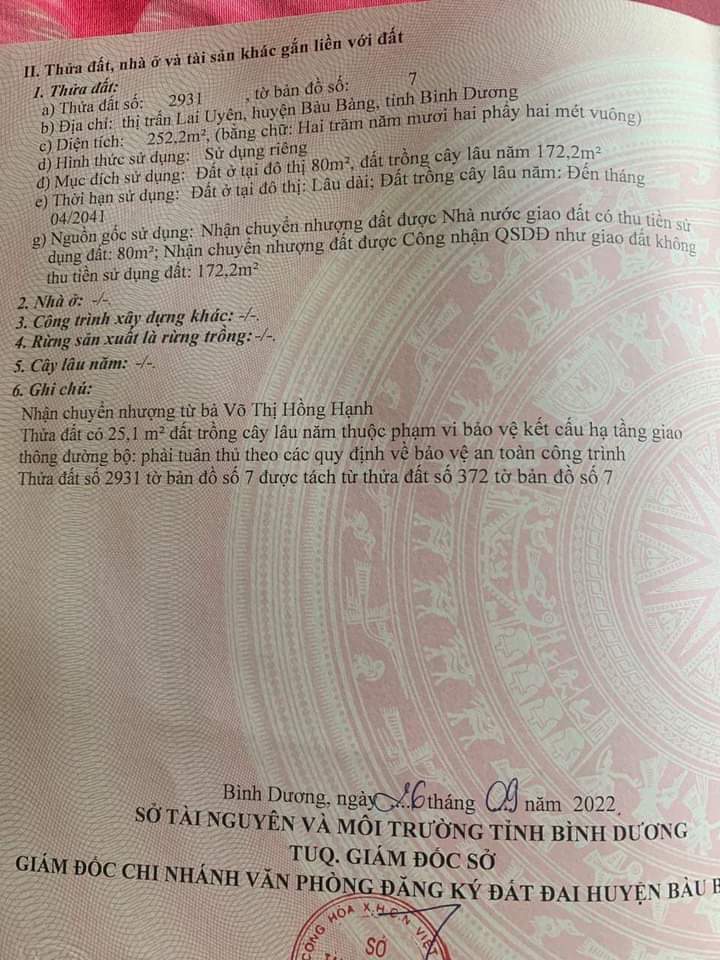 II. Thửa đất, nhà ở và tài sản khác gắn liền với đất
1. Thửa đất:
a) Thửa đất số: 2931 , tờ bản đồ số: 7
b) Địa chỉ: thị trấn Lai Uyên, huyện Bàu Bàng, tỉnh Bình Dương
c) Diện tích: 252,2m², (bằng chữ: Hai trăm năm mươi hai phẩy hai mét vuông)
d) Hình thức sử dụng: Sử dụng riêng
đ) Mục đích sử dụng: Đất ở tại đô thị 80m², đất trồng cây lâu năm 172,2m²
e) Thời hạn sử dụng: Đất ở tại đô thị: Lâu dài; Đất trồng cây lâu năm: Đến tháng
04/2041
g) Nguồn gốc sử dụng: Nhận chuyển nhượng đất được Nhà nước giao đất có thu tiền sử
dụng đất: 80m²; Nhận chuyển nhượng đất được Công nhận QSDĐ như giao đất không
thu tiền sử dụng đất: 172,2m²
2. Nhà ở: -/-.
3. Công trình xây dựng khác: -/-.
4. Rừng sản xuất là rừng trồng: -/-.
5. Cây lâu năm: -/-.
6. Ghi chú:
Nhận chuyển nhượng từ bà Võ Thị Hồng Hạnh
Thửa đất có 25,1 m² đất trồng cây lâu năm thuộc phạm vi bảo vệ kết cấu hạ tầng giao
thông đường bộ: phải tuân thủ theo các quy định về bảo vệ an toàn công trình
Thửa đất số 2931 tờ bản đồ số 7 được tách từ thửa đất số 372 tờ bản đồ số 7
Bình Dương, ngày 26 tháng 09 năm 2022
SỞ TÀI NGUYÊN VÀ MÔI TRƯỜNG TỈNH BÌNH DƯƠNG
TUQ. GIÁM ĐỐC SỞ
GIÁM ĐỐC CHI NHÁNH VĂN PHÒNG ĐĂNG KÝ ĐẤT ĐAI HUYỆN BÀU
CỘNG HÒA X.H.C.N VIỆT
SỞ